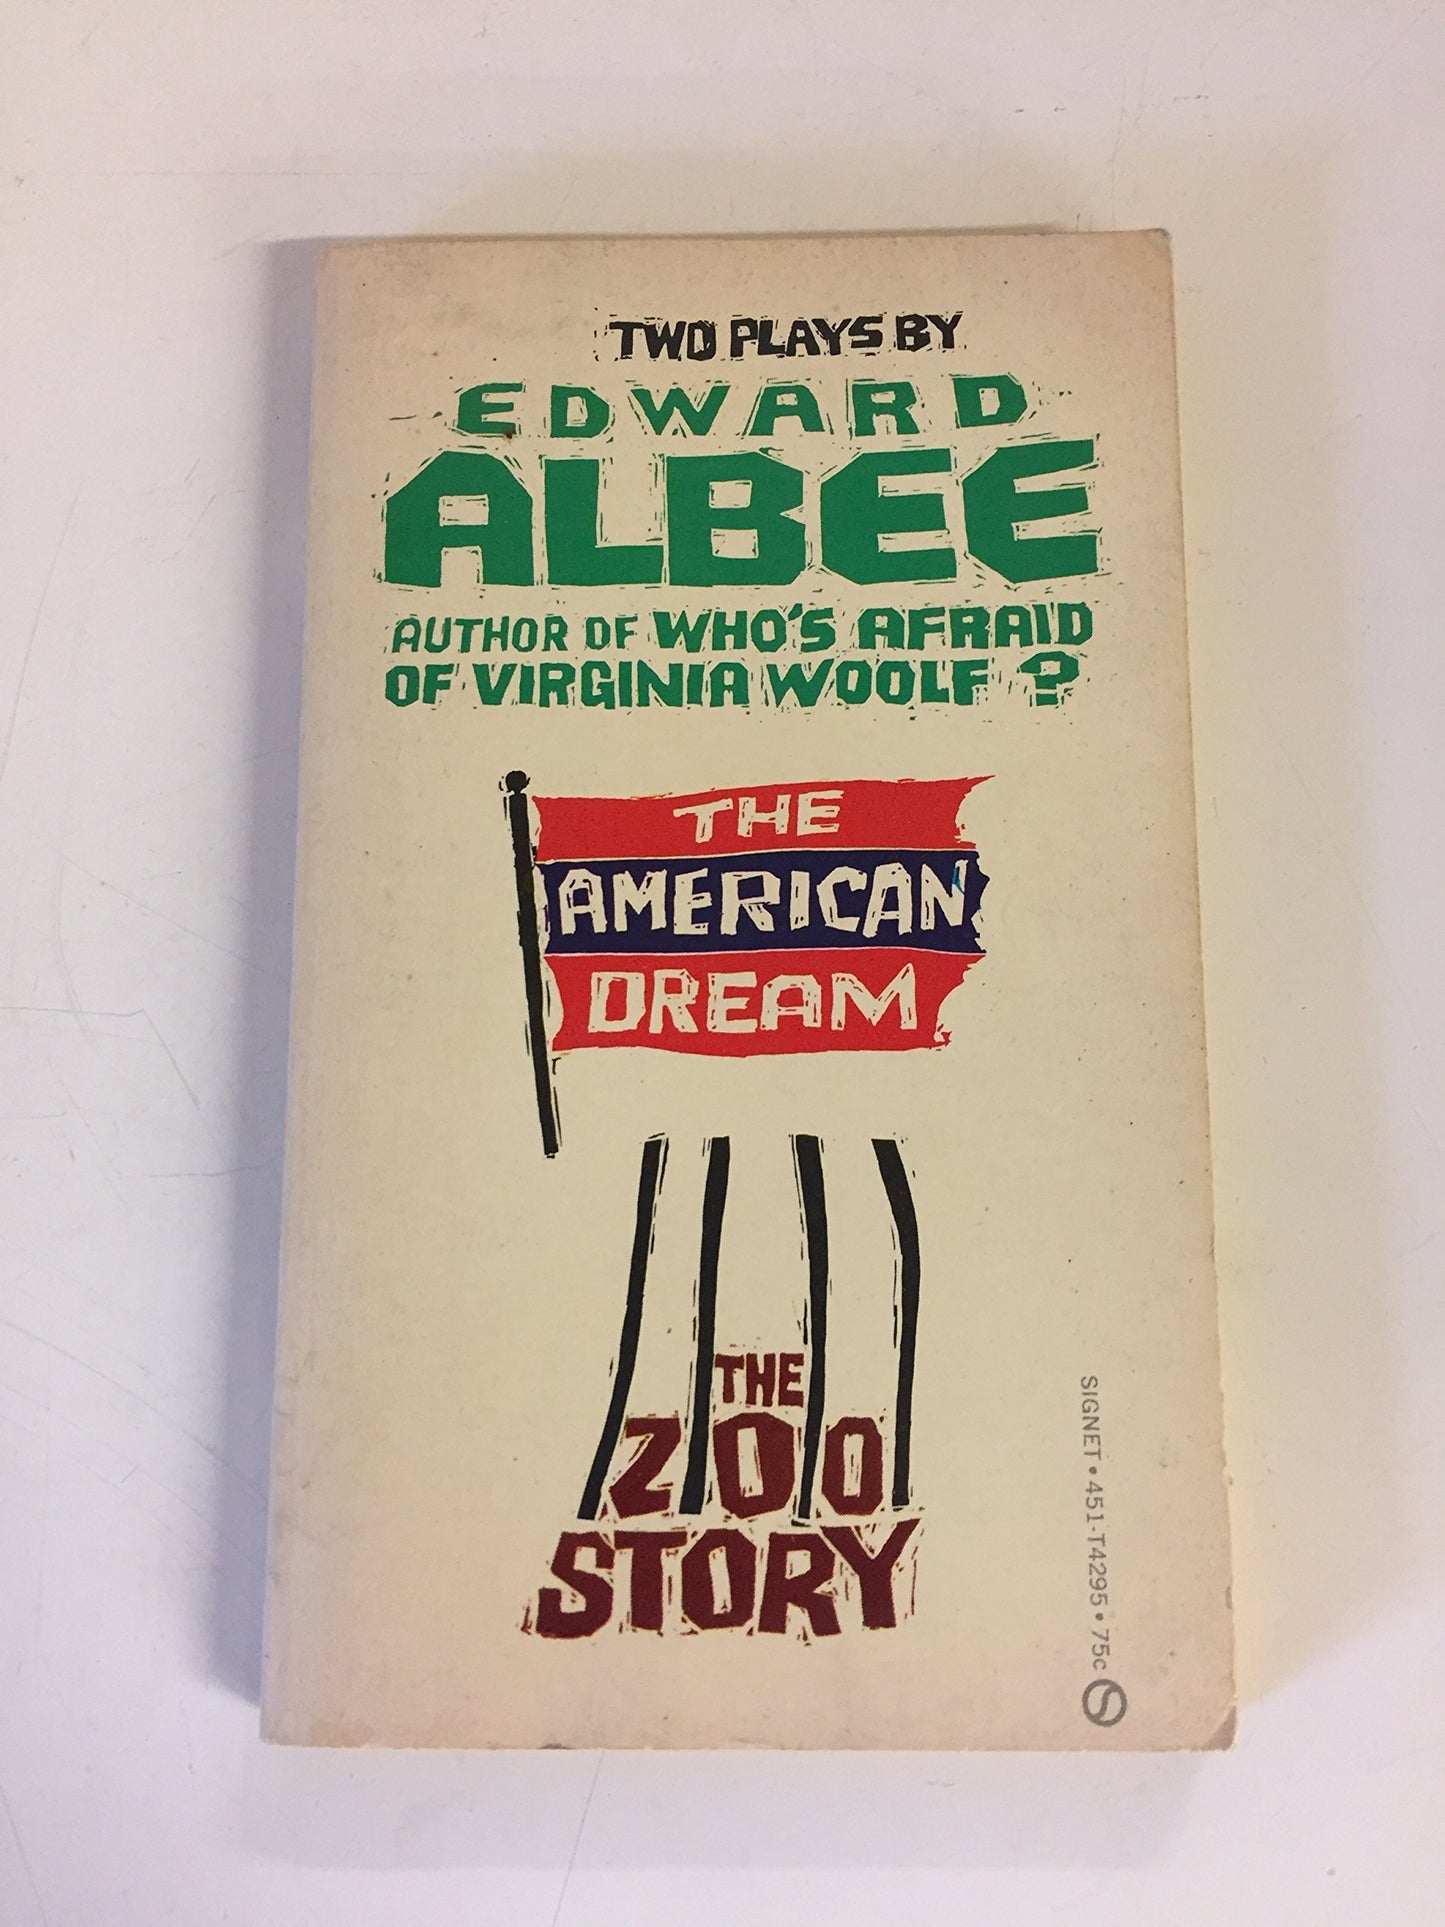 TWO PLAYS BY
EDWARD
ALBEE
AUTHOR OF WHO'S AFRAID
OF VIRGINIA WOOLF ?
THE
AMERICAN
DREAM
THE
ZOO
STORY
SIGNET • 451-T4295 • 75c